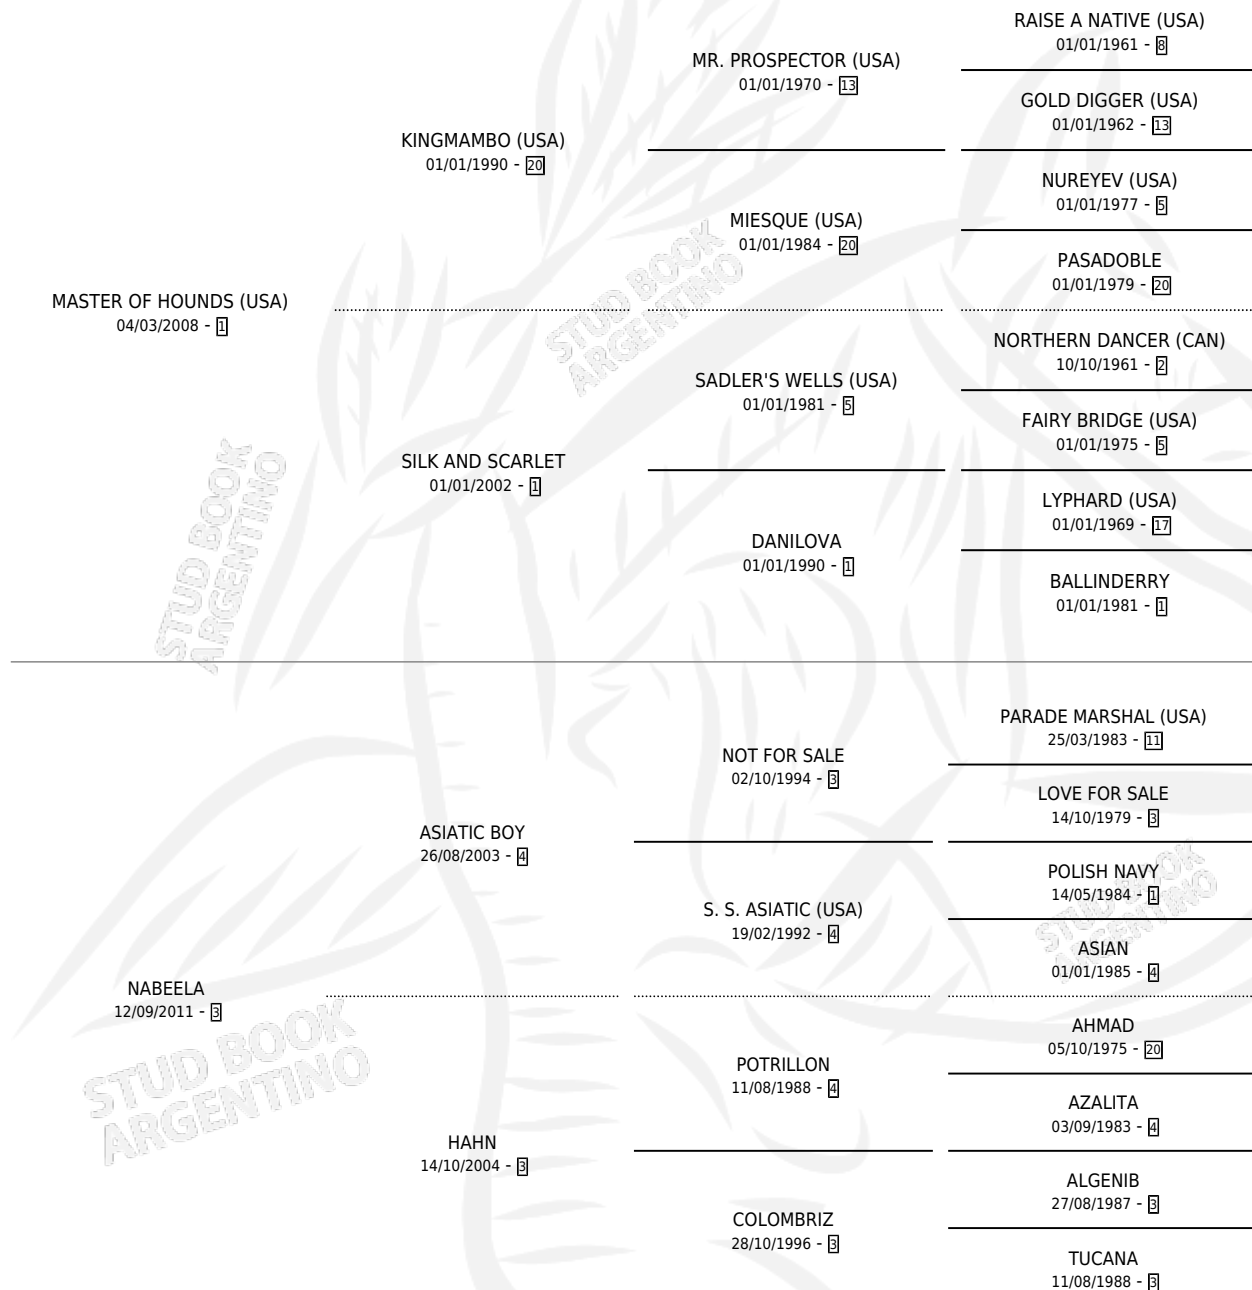 RAISE A NATIVE (USA)
01/01/1961 - 8
MR. PROSPECTOR (USA)
01/01/1970 - 13
GOLD DIGGER (USA)
01/01/1962 - 13
KINGMAMBO (USA)
01/01/1990 - 20
NUREYEV (USA)
01/01/1977 - 5
MIESQUE (USA)
01/01/1984 - 20
PASADOBLE
01/01/1979 - 20
MASTER OF HOUNDS (USA)
04/03/2008 - 1
STUD BOOK
ARGENTINO
NORTHERN DANCER (CAN)
10/10/1961 - 2
SADLER'S WELLS (USA)
01/01/1981 - 5
FAIRY BRIDGE (USA)
01/01/1975 - 5
SILK AND SCARLET
01/01/2002 - 1
LYPHARD (USA)
01/01/1969 - 17
DANILOVA
01/01/1990 - 1
BALLINDERRY
01/01/1981 - 1
STUD BOOK
ARGENTINO
PARADE MARSHAL (USA)
25/03/1983 - 11
NOT FOR SALE
02/10/1994 - 3
LOVE FOR SALE
14/10/1979 - 3
ASIATIC BOY
26/08/2003 - 4
POLISH NAVY
14/05/1984 - 1
S. S. ASIATIC (USA)
19/02/1992 - 4
ASIAN
01/01/1985 - 4
STUD BOOK
ARGENTINO
NABEELA
12/09/2011 - 3
AHMAD
05/10/1975 - 20
POTRILLON
11/08/1988 - 4
AZALITA
03/09/1983 - 4
STUD BOOK
ARGENTINO
HAHN
14/10/2004 - 3
ALGENIB
27/08/1987 - 3
COLOMBRIZ
28/10/1996 - 3
TUCANA
11/08/1988 - 3